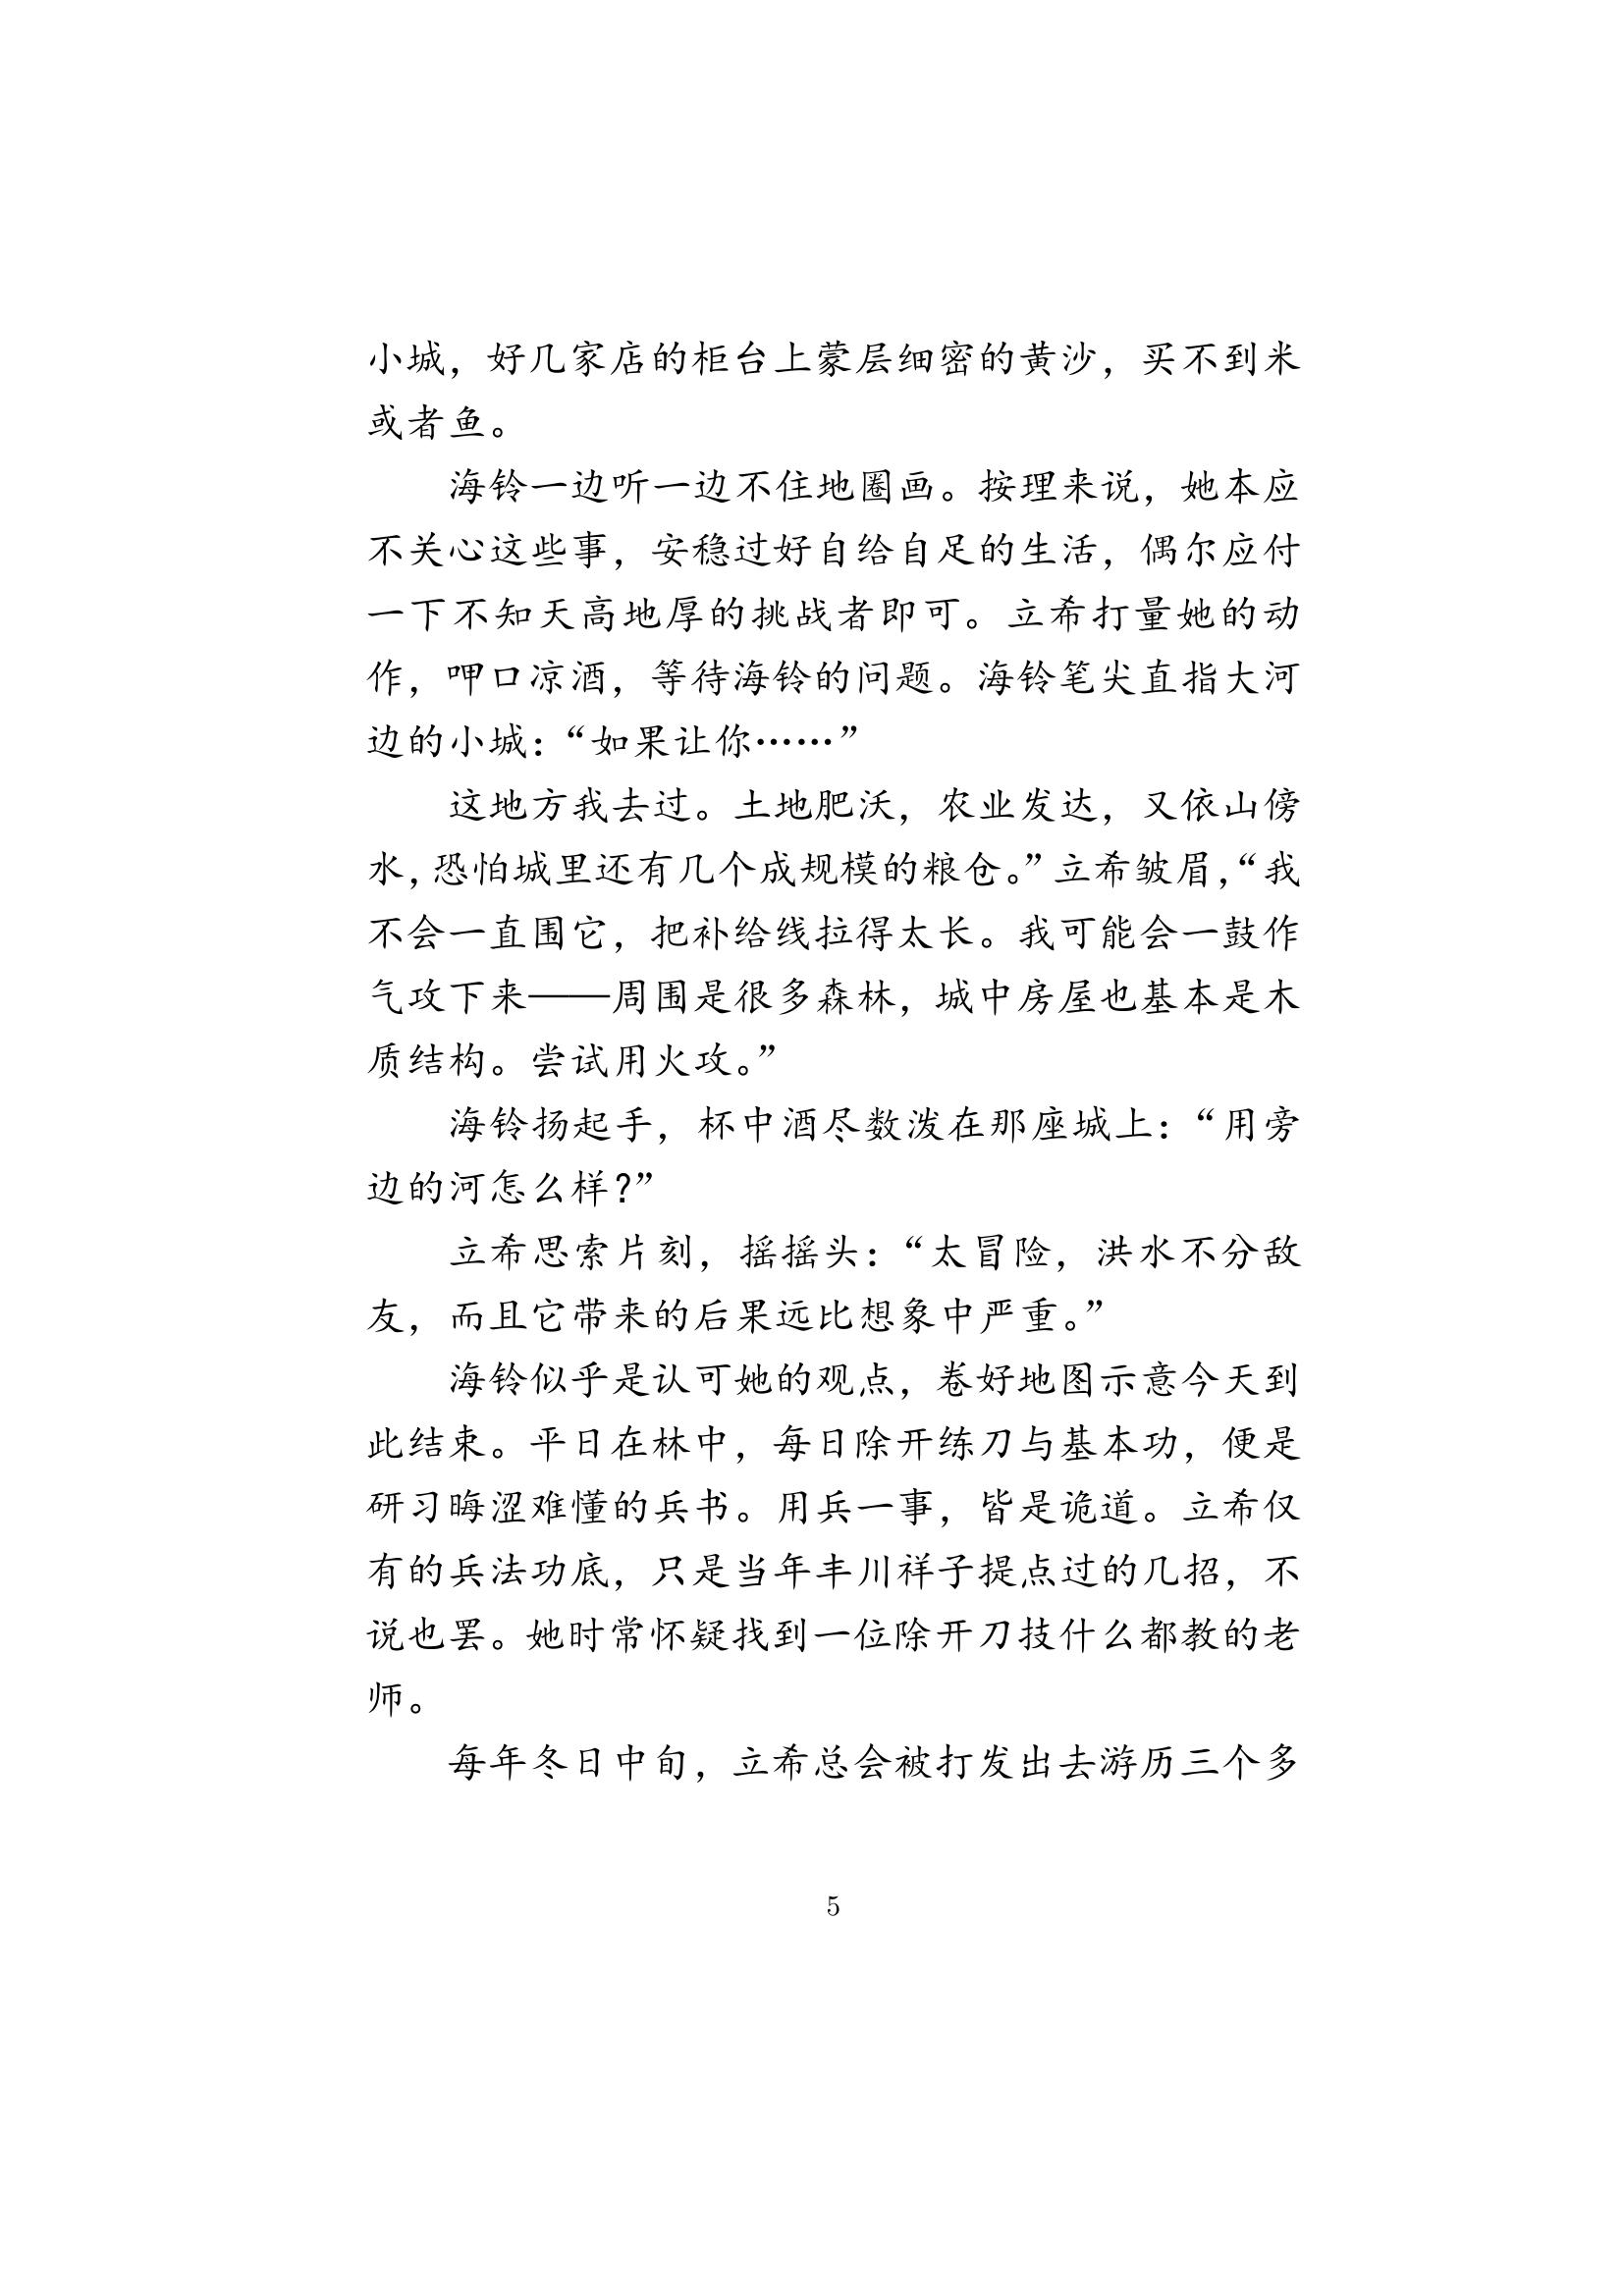 小城，好几家店的柜台上蒙层细密的黄沙，买不到米
或者鱼。
海铃一边听一边不住地圈画。按理来说，她本应
不关心这些事，安稳过好自给自足的生活，偶尔应付
一下不知天高地厚的挑战者即可。立希打量她的动
作，呷口凉酒，等待海铃的问题。海铃笔尖直指大河
边的小城：“如果让你……”
这地方我去过。土地肥沃，农业发达，又依山傍
水，恐怕城里还有几个成规模的粮仓。”立希皱眉，“我
不会一直围它，把补给线拉得太长。我可能会一鼓作
气攻下来——周围是很多森林，城中房屋也基本是木
质结构。尝试用火攻。”
海铃扬起手，杯中酒尽数泼在那座城上：“用旁
边的河怎么样？”
立希思索片刻，摇摇头：“太冒险，洪水不分敌
友，而且它带来的后果远比想象中严重。”
海铃似乎是认可她的观点，卷好地图示意今天到
此结束。平日在林中，每日除开练刀与基本功，便是
研习晦涩难懂的兵书。用兵一事，皆是诡道。立希仅
有的兵法功底，只是当年丰川祥子提点过的几招，不
说也罢。她时常怀疑找到一位除开刀技什么都教的老
师。
每年冬日中旬，立希总会被打发出去游历三个多
5